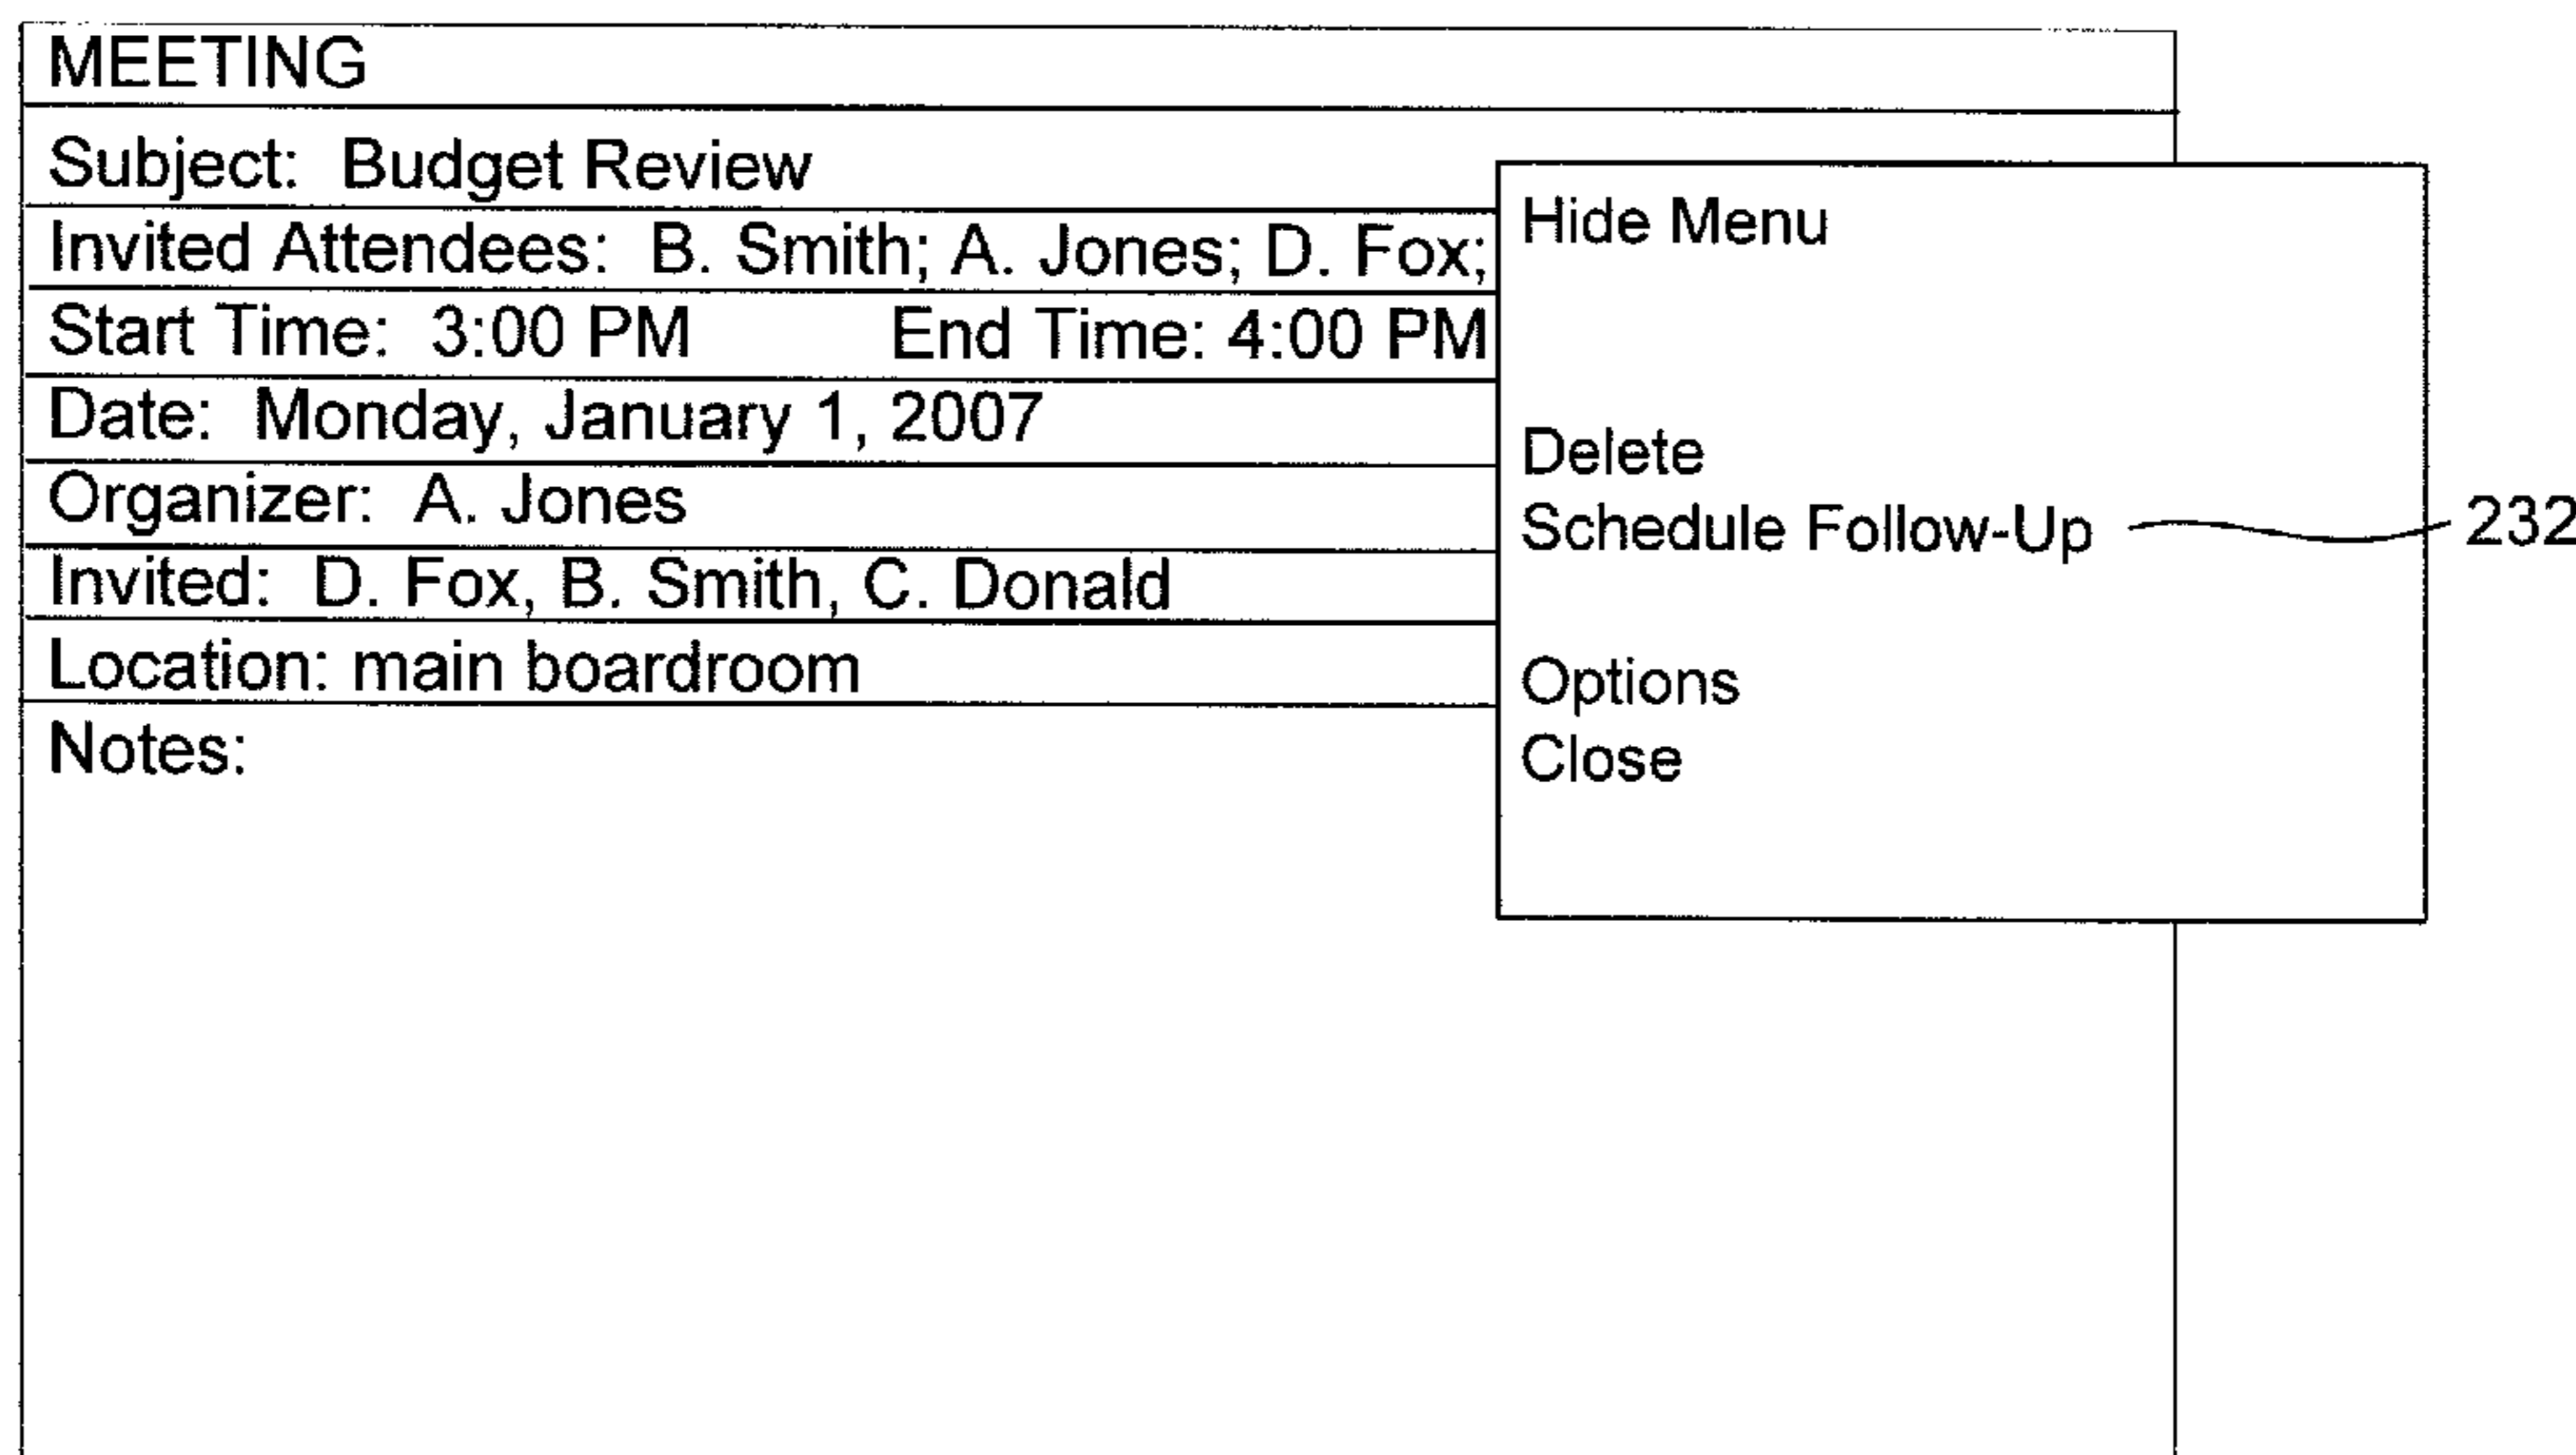 MEETING
Subject: Budget Review
Invited Attendees: B. Smith; A. Jones; D. Fox;
Start Time: 3:00 PM End Time: 4:00 PM
Date: Monday, January 1, 2007
Organizer: A. Jones
Invited: D. Fox, B. Smith, C. Donald
Location: main boardroom
Notes:
Hide Menu
Delete
Schedule Follow-Up 232
Options
Close